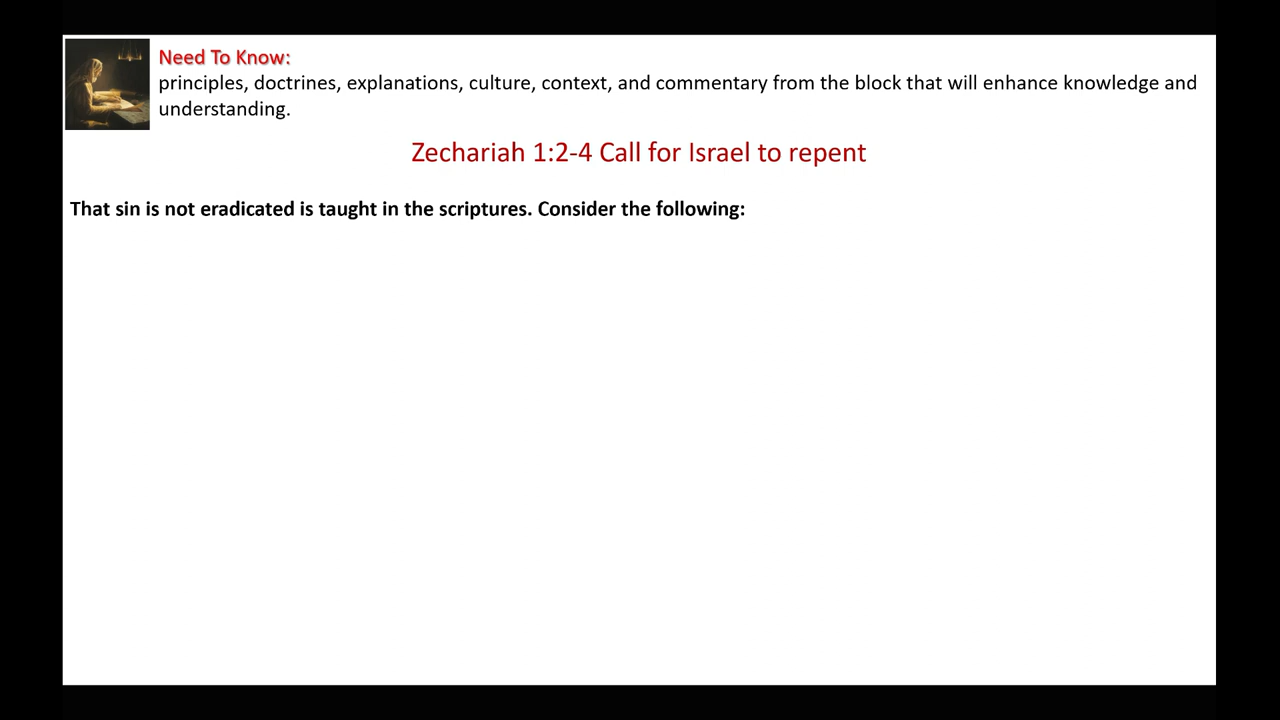 Need To Know:
principles, doctrines, explanations, culture, context, and commentary from the block that will enhance knowledge and
understanding.
Zechariah 1:2-4 Call for Israel to repent
That sin is not eradicated is taught in the scriptures. Consider the following: